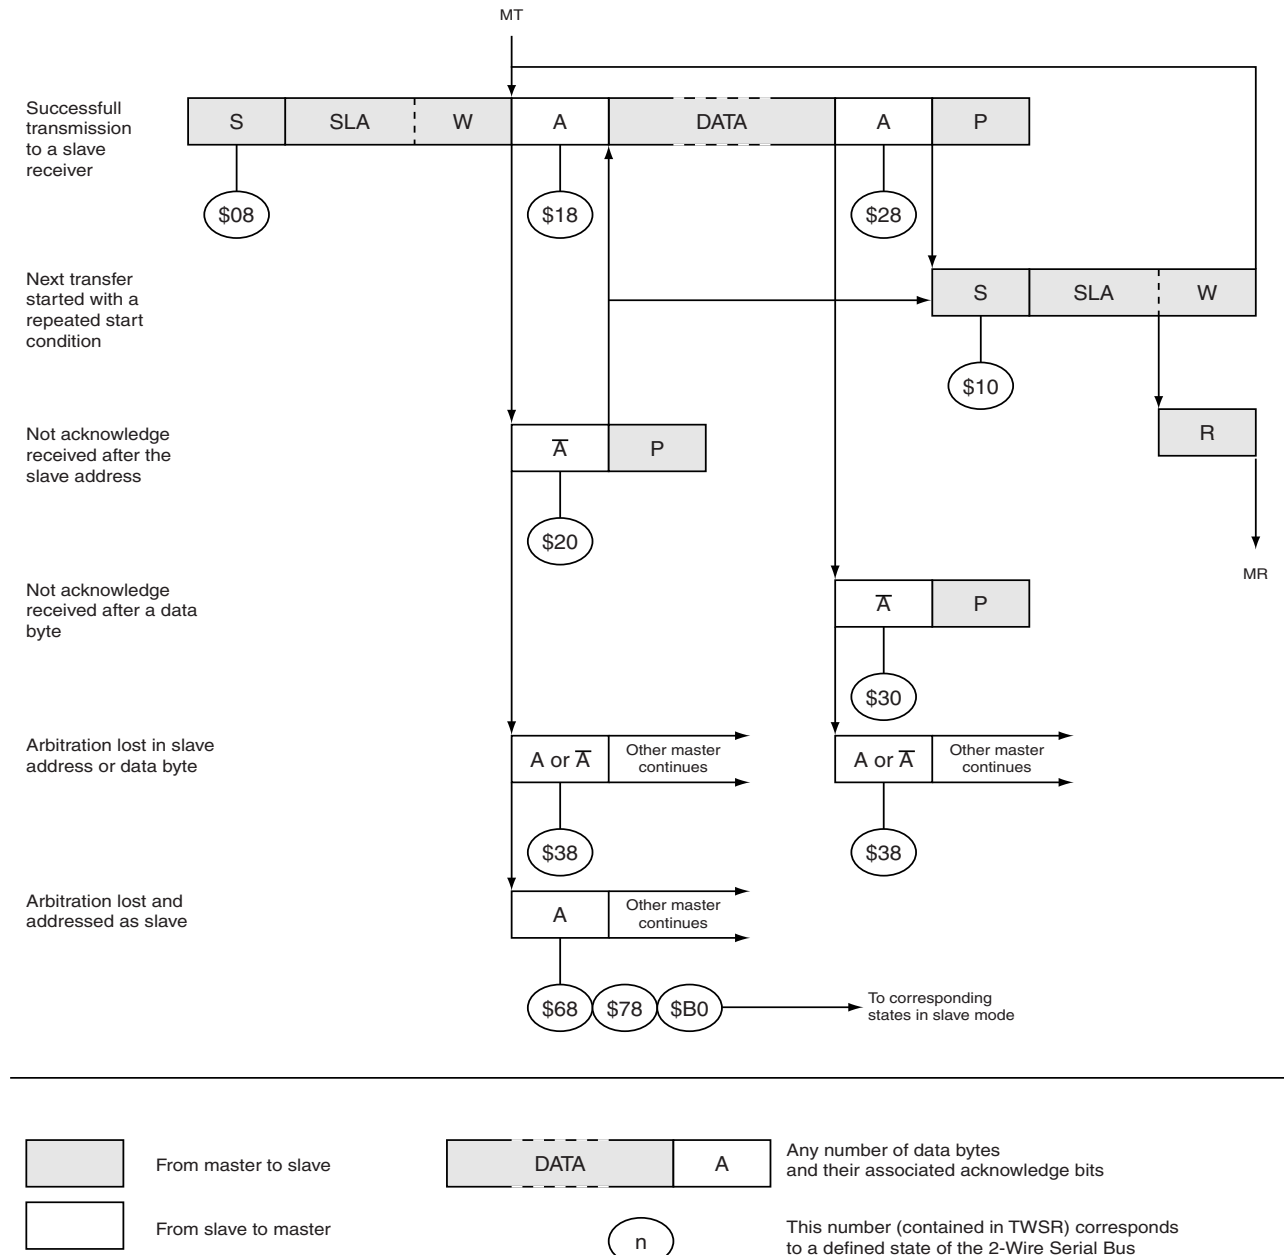 MT
Successfull
transmission
to a slave
receiver
S SLA W A DATA A P
$08 $18 $28
Next transfer
started with a
repeated start
condition
S SLA W
$10
Not acknowledge
received after the
slave address
A̅ P
R
$20
MR
Not acknowledge
received after a data
byte
A̅ P
$30
Arbitration lost in slave
address or data byte
A or A̅
Other master
continues
A or A̅
Other master
continues
$38 $38
Arbitration lost and
addressed as slave
A
Other master
continues
$68 $78 $B0
To corresponding
states in slave mode
From master to slave
DATA A
Any number of data bytes
and their associated acknowledge bits
From slave to master
n
This number (contained in TWSR) corresponds
to a defined state of the 2-Wire Serial Bus